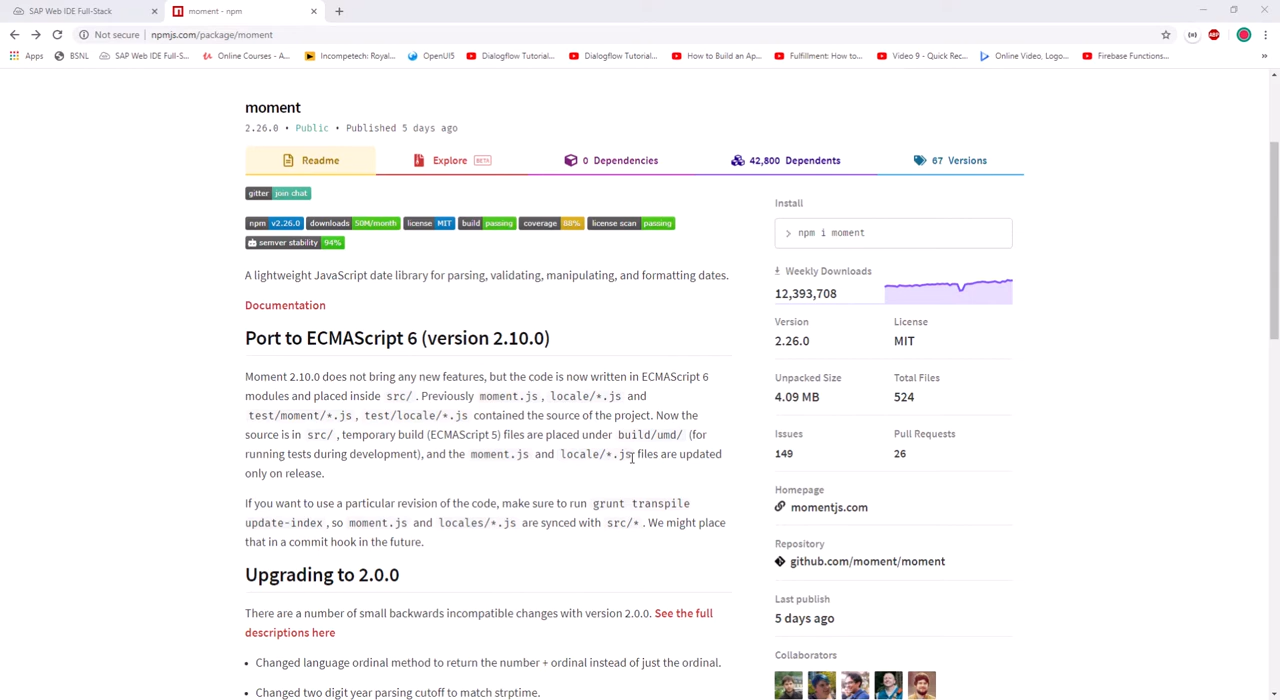 SAP Web IDE Full-Stack
moment - npm
Not secure | npmjs.com/package/moment
Apps BSNL SAP Web IDE Full-S... Online Courses - A... Incompetech: Royal... OpenUI5 Dialogflow Tutorial... Dialogflow Tutorial... How to Build an Ap... Fulfillment: How to... Video 9 - Quick Rec... Online Video, Logo... Firebase Functions... »
moment
2.26.0 • Public • Published 5 days ago
Readme Explore BETA 0 Dependencies 42,800 Dependents 67 Versions
gitter join chat
npm v2.26.0 downloads 50M/month license MIT build passing coverage 88% license scan passing
semver stability 94%
A lightweight JavaScript date library for parsing, validating, manipulating, and formatting dates.
Documentation
Port to ECMAScript 6 (version 2.10.0)
Moment 2.10.0 does not bring any new features, but the code is now written in ECMAScript 6
modules and placed inside src/ . Previously moment.js , locale/*.js and
test/moment/*.js , test/locale/*.js contained the source of the project. Now the
source is in src/ , temporary build (ECMAScript 5) files are placed under build/umd/ (for
running tests during development), and the moment.js and locale/*.js files are updated
only on release.
If you want to use a particular revision of the code, make sure to run grunt transpile
update-index , so moment.js and locales/*.js are synced with src/* . We might place
that in a commit hook in the future.
Upgrading to 2.0.0
There are a number of small backwards incompatible changes with version 2.0.0. See the full
descriptions here
• Changed language ordinal method to return the number + ordinal instead of just the ordinal.
• Changed two digit year parsing cutoff to match strptime.
Install
> npm i moment
Weekly Downloads
12,393,708
Version License
2.26.0 MIT
Unpacked Size Total Files
4.09 MB 524
Issues Pull Requests
149 26
Homepage
momentjs.com
Repository
github.com/moment/moment
Last publish
5 days ago
Collaborators